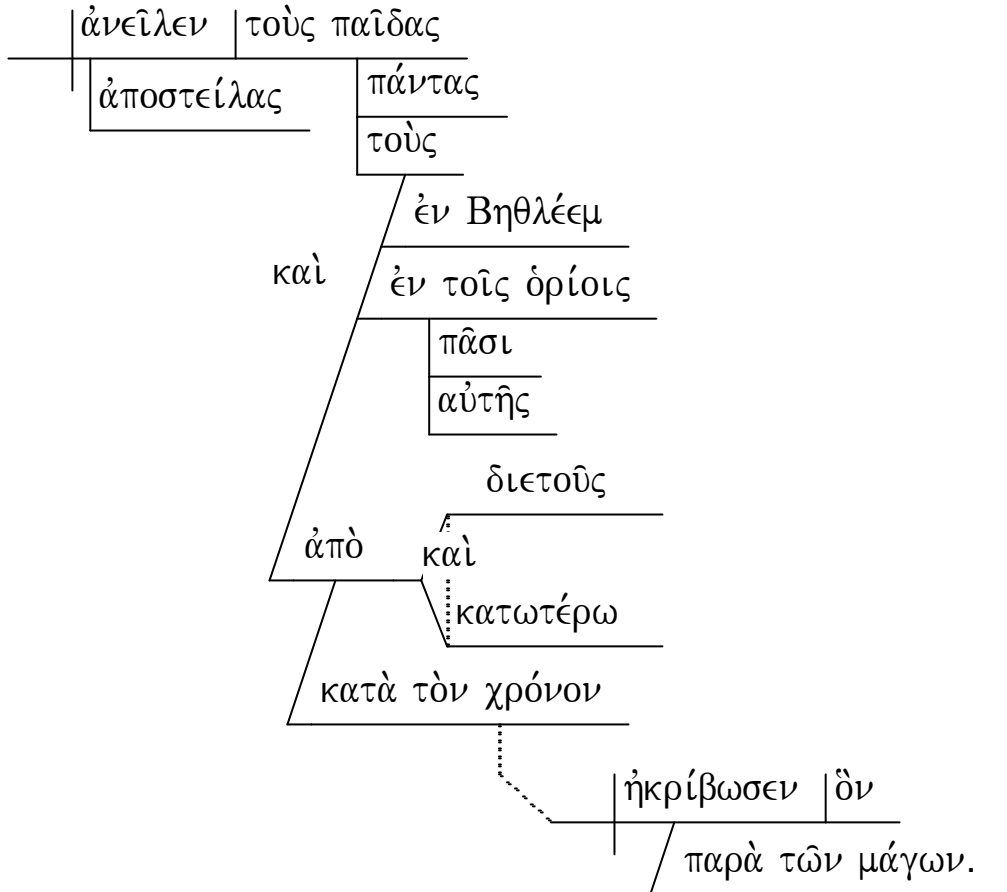 ἀνεῖλεν τοὺς παῖδας
ἀποστείλας
πάντας
τοὺς
ἐν Βηθλέεμ
καὶ
ἐν τοῖς ὁρίοις
πᾶσι
αὐτῆς
διετοῦς
ἀπὸ
καὶ
κατωτέρω
κατὰ τὸν χρόνον
ἠκρίβωσεν ὃν
παρὰ τῶν μάγων.